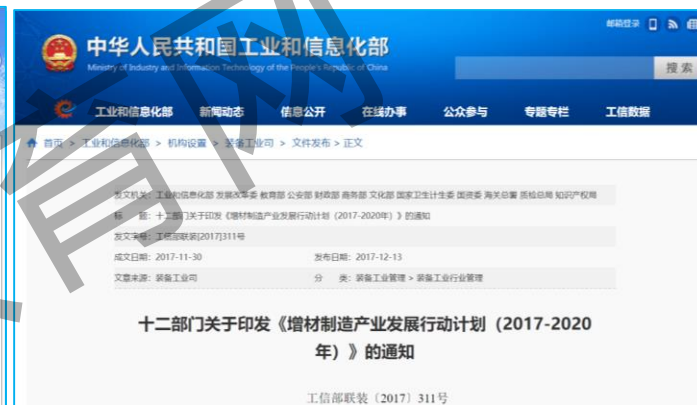 邮箱登录
中华人民共和国工业和信息化部
Ministry of Industry and Information Technology of the People's Republic of China
搜索
工业和信息化部 新闻动态 信息公开 在线办事 公众参与 专题专栏 工信数据
首页 > 工业和信息化部 > 机构设置 > 装备工业司 > 文件发布 > 正文
发文机关：工业和信息化部 发展改革委 教育部 公安部 财政部 商务部 文化部 国家卫生计生委 国资委 海关总署 质检总局 知识产权局
标 题：十二部门关于印发《增材制造产业发展行动计划（2017-2020年）》的通知
发文字号：工信部联装[2017]311号
成文日期：2017-11-30 发布日期：2017-12-13
文章来源：装备工业司 分 类：装备工业管理 > 装备工业行业管理
十二部门关于印发《增材制造产业发展行动计划（2017-2020
年）》的通知
工信部联装〔2017〕311号
育网